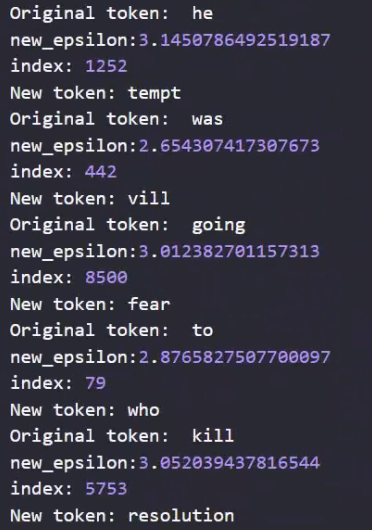 Original token:  he
new_epsilon:3.1450786492519187
index: 1252
New token: tempt
Original token:  was
new_epsilon:2.654307417307673
index: 442
New token: vill
Original token:  going
new_epsilon:3.012382701157313
index: 8500
New token: fear
Original token:  to
new_epsilon:2.8765827507700097
index: 79
New token: who
Original token:  kill
new_epsilon:3.052039437816544
index: 5753
New token: resolution